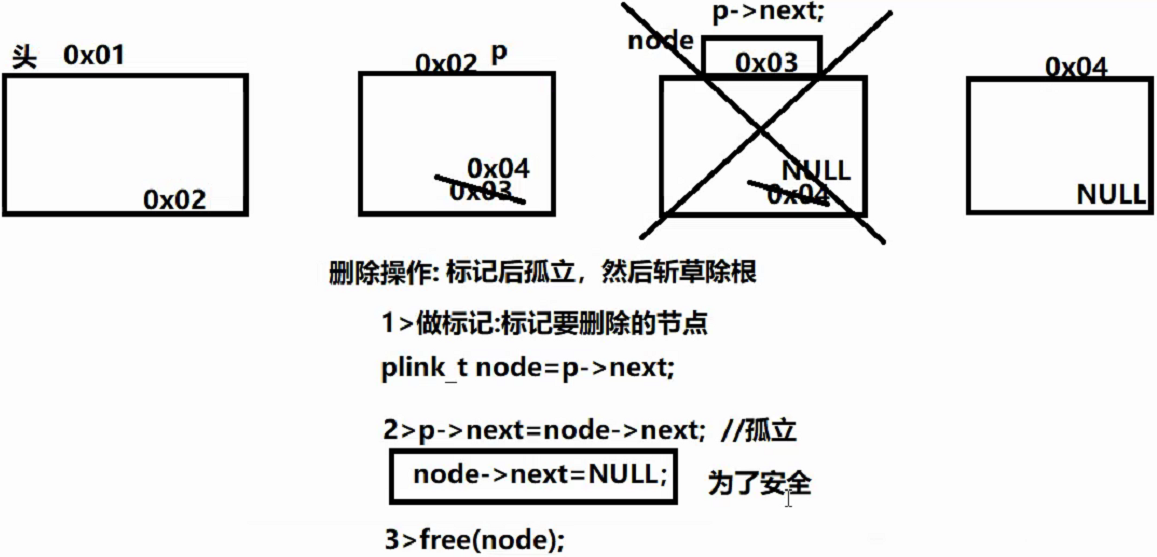 头 0x01
0x02
0x02 p
0x04
0x03
p->next;
node
0x03
NULL
0x04
0x04
NULL
删除操作: 标记后孤立，然后斩草除根
1>做标记:标记要删除的节点
plink_t node=p->next;
2>p->next=node->next; //孤立
node->next=NULL; 为了安全
3>free(node);